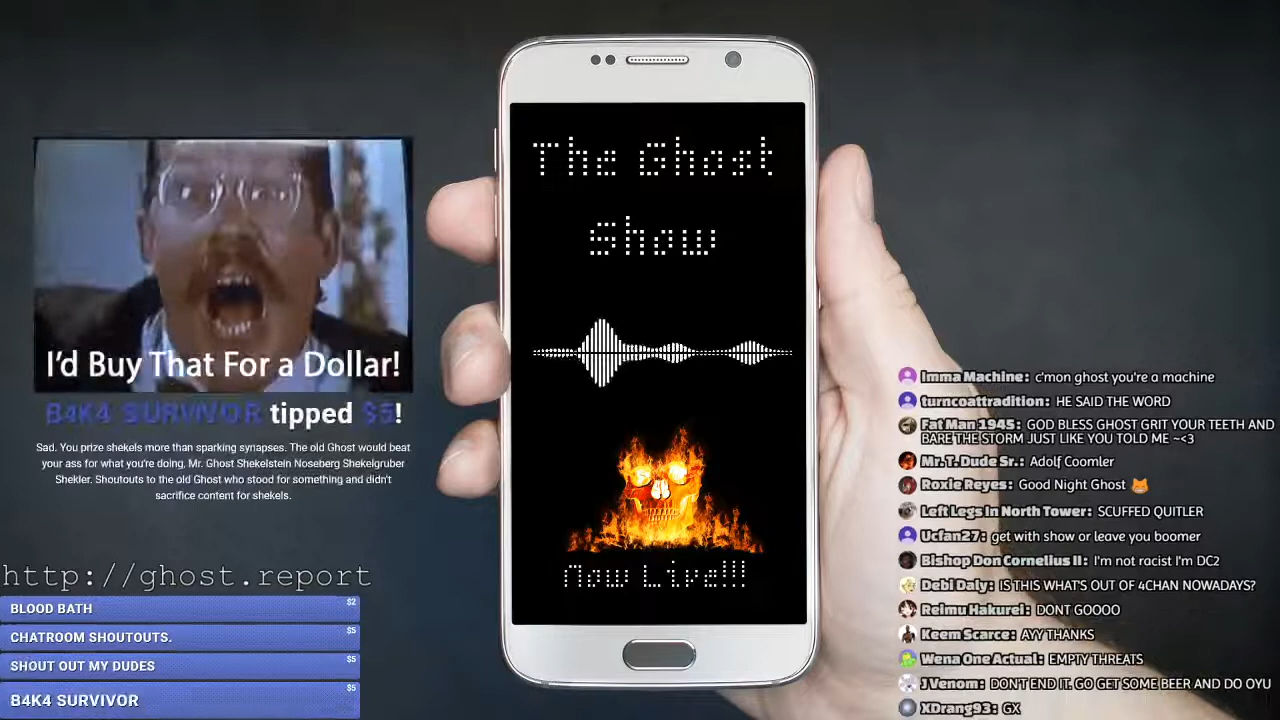 The Ghost
Show
Now Live!!!
I'd Buy That For a Dollar!
B4K4 SURVIVOR tipped $5!
Sad. You prize shekels more than sparking synapses. The old Ghost would beat
your ass for what you're doing, Mr. Ghost Shekelstein Noseberg Shekelgruber
Shekler. Shoutouts to the old Ghost who stood for something and didn't
sacrifice content for shekels.
http://ghost.report
BLOOD BATH $2
CHATROOM SHOUTOUTS. $5
SHOUT OUT MY DUDES $5
B4K4 SURVIVOR $5
Imma Machine: c'mon ghost you're a machine
turncoattradition: HE SAID THE WORD
Fat Man 1945: GOD BLESS GHOST GRIT YOUR TEETH AND
BARE THE STORM JUST LIKE YOU TOLD ME ~<3
Mr. T. Dude Sr.: Adolf Coomler
Roxie Reyes: Good Night Ghost
Left Legs In North Tower: SCUFFED QUITLER
Ucfan27: get with show or leave you boomer
Bishop Don Cornelius II: I'm not racist I'm DC2
Debi Daly: IS THIS WHAT'S OUT OF 4CHAN NOWADAYS?
Reimu Hakurei: DONT GOOOO
Keem Scarce: AYY THANKS
Wena One Actual: EMPTY THREATS
J Venom: DON'T END IT. GO GET SOME BEER AND DO OYU
XDrang93: GX